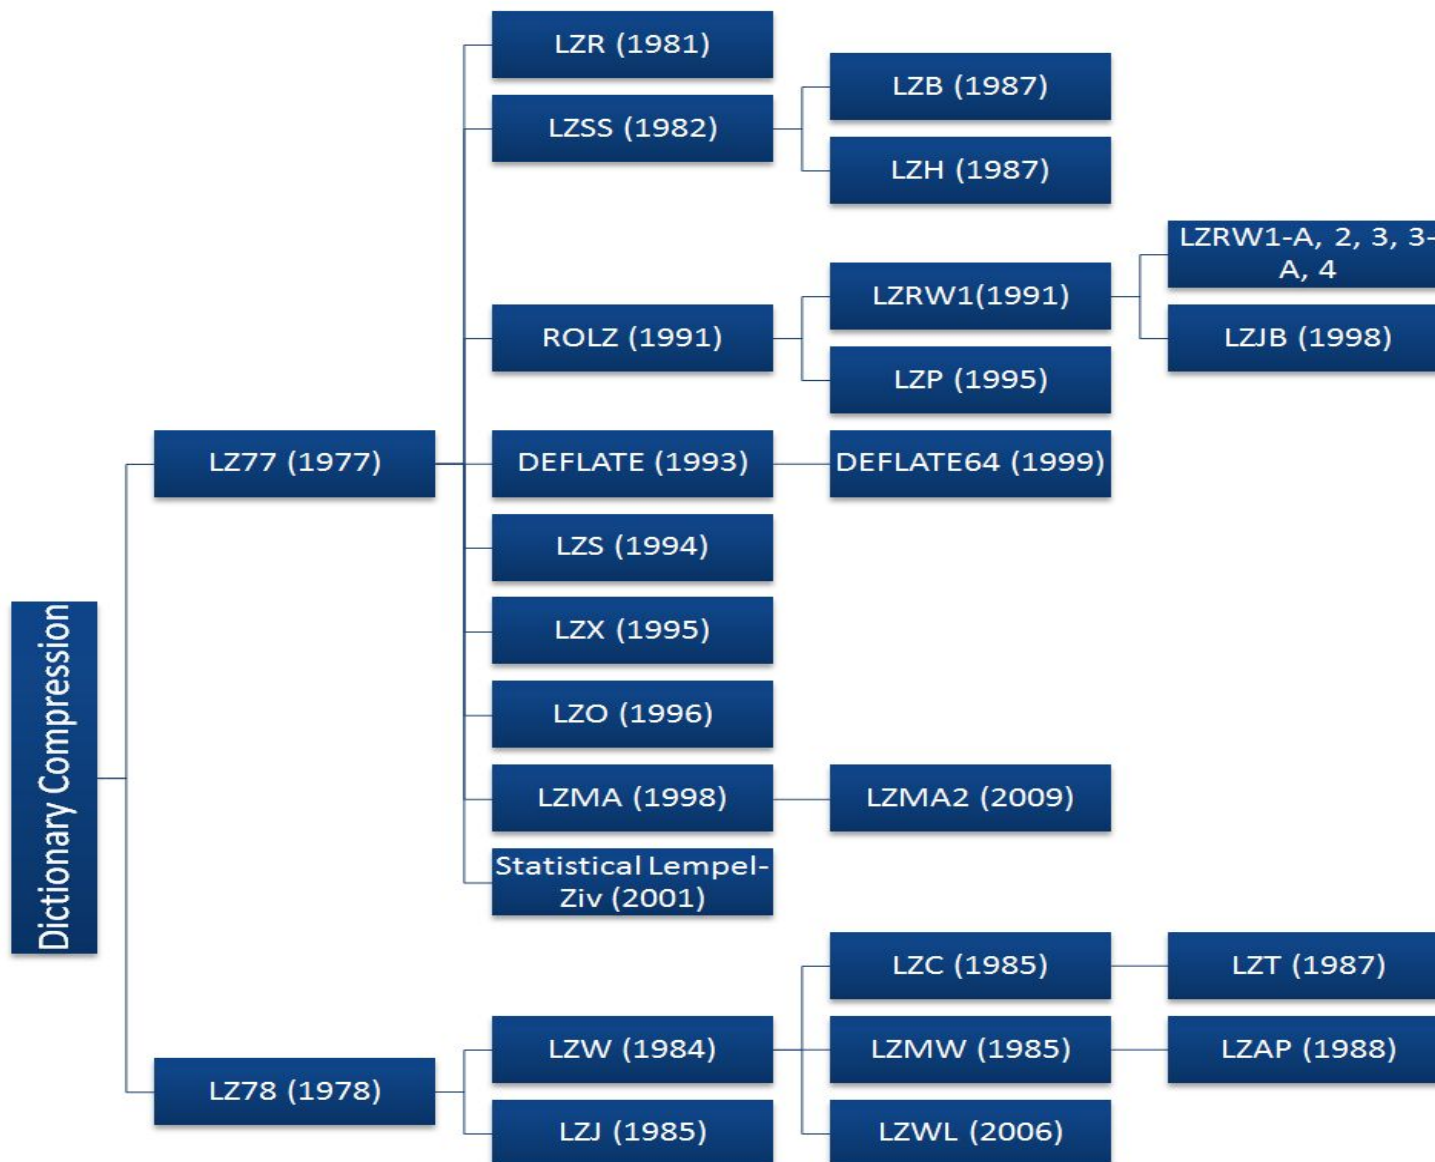 LZR (1981)
LZB (1987)
LZSS (1982)
LZH (1987)
LZRW1-A, 2, 3, 3-
A, 4
LZRW1(1991)
ROLZ (1991)
LZJB (1998)
LZP (1995)
LZ77 (1977)
DEFLATE (1993)
DEFLATE64 (1999)
LZS (1994)
LZX (1995)
Dictionary Compression
LZO (1996)
LZMA (1998)
LZMA2 (2009)
Statistical Lempel-
Ziv (2001)
LZC (1985)
LZT (1987)
LZW (1984)
LZMW (1985)
LZAP (1988)
LZ78 (1978)
LZJ (1985)
LZWL (2006)